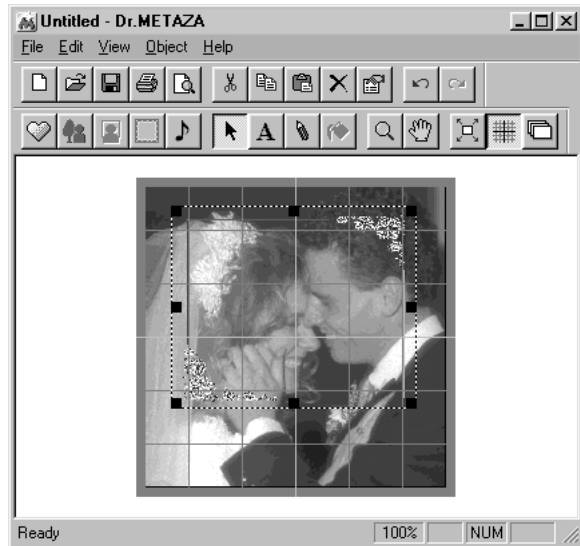 Untitled - Dr.METAZA
File Edit View Object Help
A
Ready 100% NUM